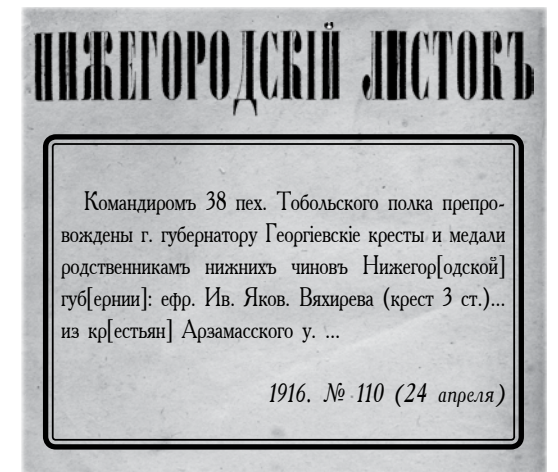 НИЖЕГОРОДСКІЙ ЛИСТОКЪ
Командиромъ 38 пех. Тобольского полка препро-
вождены г. губернатору Георгіевскіе кресты и медали
родственникамъ нижнихъ чиновъ Нижегор[одской]
губ[ернии]: ефр. Ив. Яков. Вяхирева (крест 3 ст.)...
из кр[естьян] Арзамасского у. ...
1916. № 110 (24 апреля)